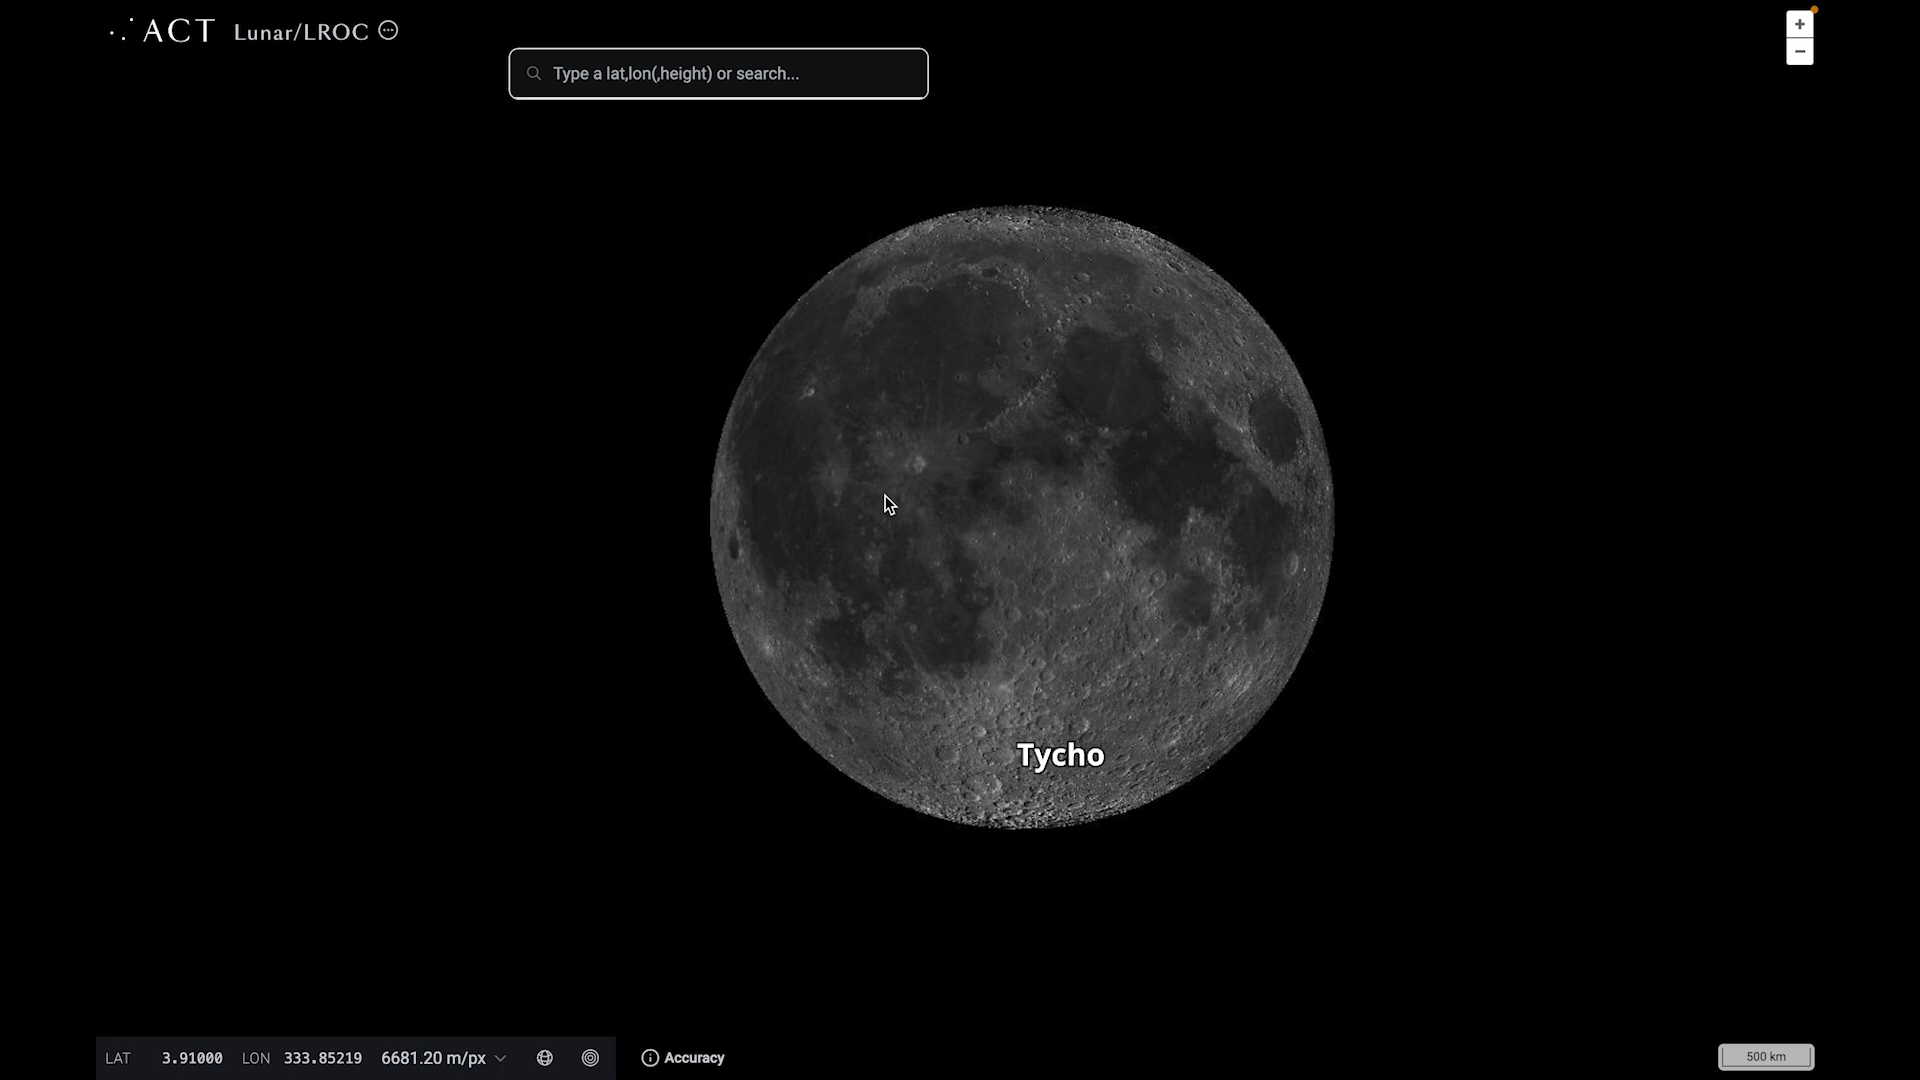 ACT Lunar/LROC
Type a lat,lon(,height) or search...
+
−
Tycho
LAT 3.91000 LON 333.85219 6681.20 m/px
Accuracy
500 km